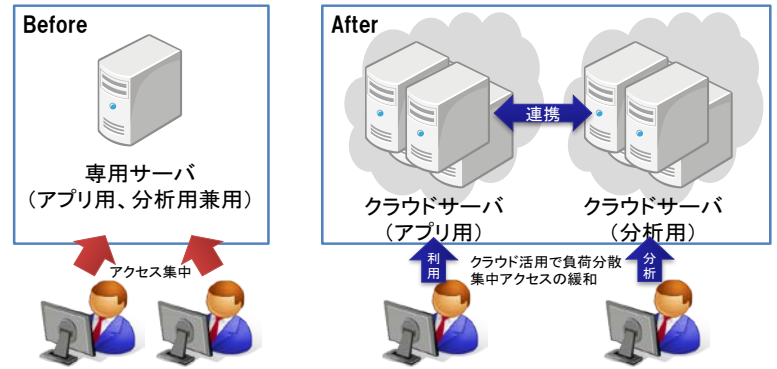 Before
専用サーバ
（アプリ用、分析用兼用）
アクセス集中
After
連携
クラウドサーバ
（アプリ用）
クラウドサーバ
（分析用）
利用
クラウド活用で負荷分散
集中アクセスの緩和
分析